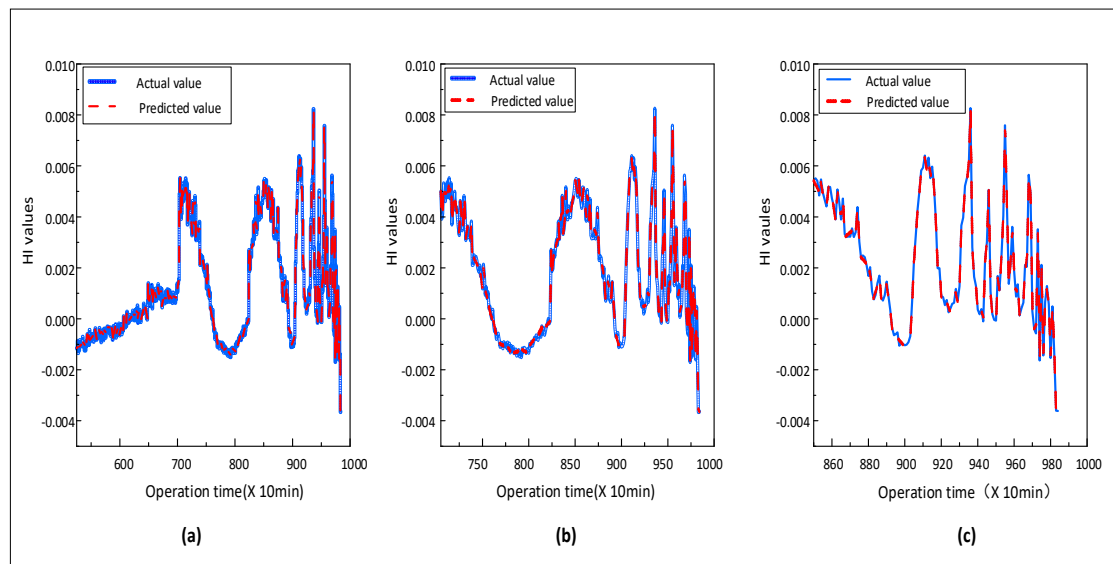 0.010
0.008
0.006
0.004
0.002
0.000
-0.002
-0.004
HI values
Actual value
Predicted value
600 700 800 900 1000
Operation time(X 10min)
(a)
0.010
0.008
0.006
0.004
0.002
0.000
-0.002
-0.004
HI values
Actual value
Predicted value
750 800 850 900 950 1000
Operation time(X 10min)
(b)
0.010
0.008
0.006
0.004
0.002
0.000
-0.002
-0.004
HI vaules
Actual value
Predicted value
860 880 900 920 940 960 980
Operation time（X 10min）
(c)